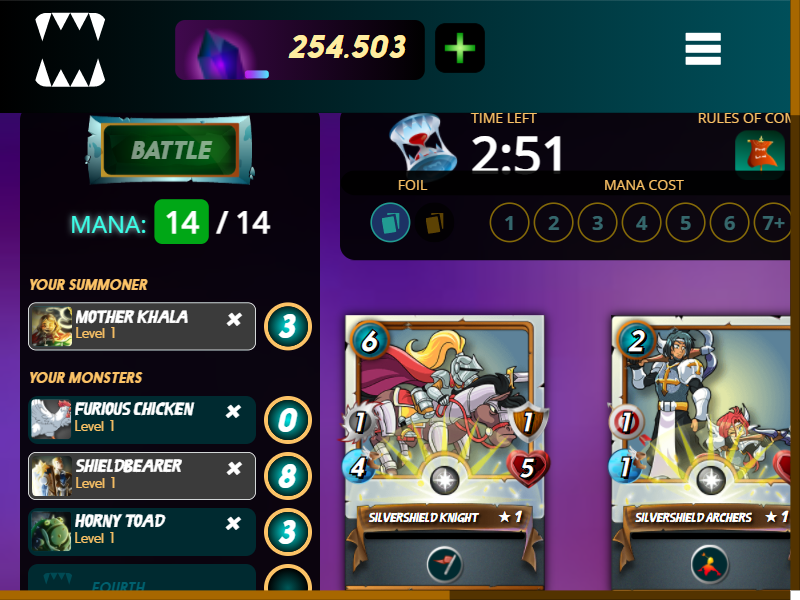 254.503
BATTLE
MANA: 14 / 14
YOUR SUMMONER
MOTHER KHALA
Level 1
3
YOUR MONSTERS
FURIOUS CHICKEN
Level 1
0
SHIELDBEARER
Level 1
8
HORNY TOAD
Level 1
3
FOURTH
TIME LEFT
2:51
RULES OF COM
FOIL
MANA COST
1 2 3 4 5 6 7+
6
1
1
4
5
SILVERSHIELD KNIGHT ★ 1
2
1
1
SILVERSHIELD ARCHERS ★ 1